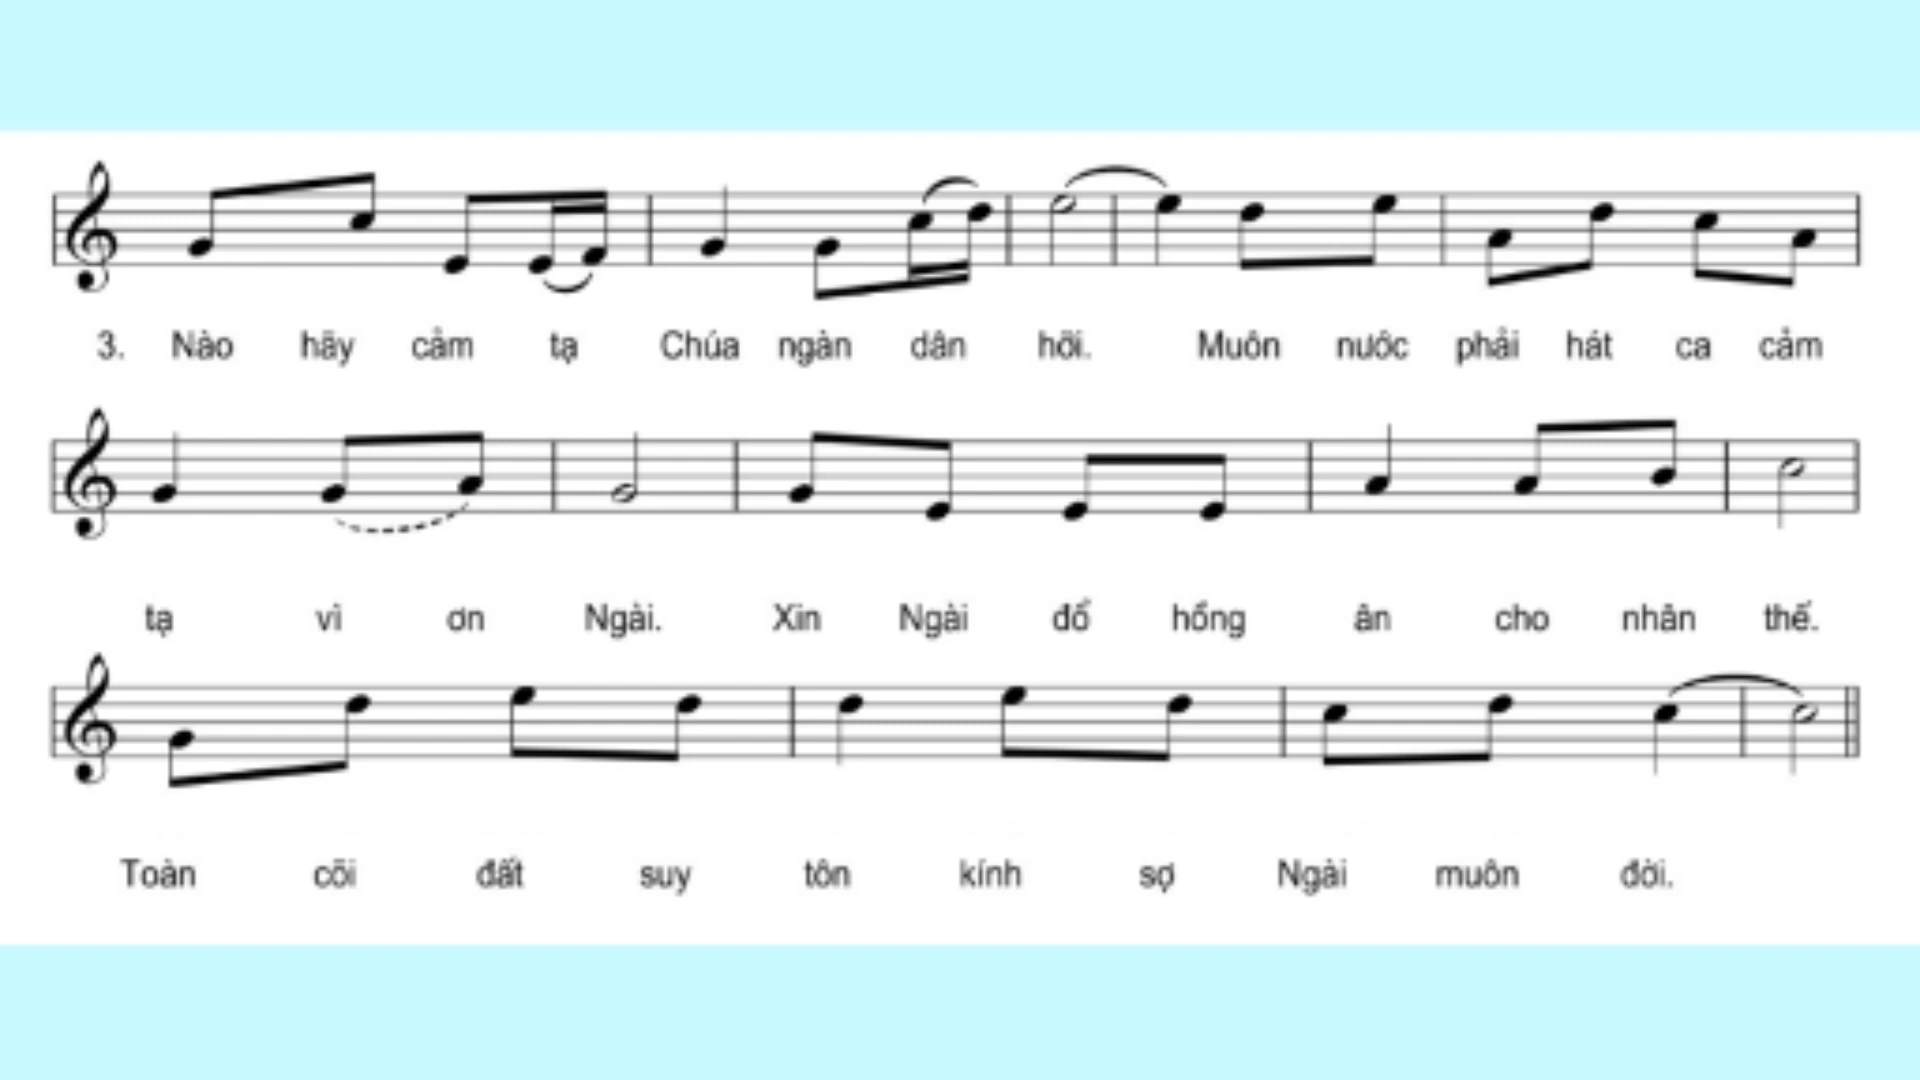 3. Nào hãy cảm tạ Chúa ngàn dân hỡi. Muôn nước phải hát ca cảm
tạ vì ơn Ngài. Xin Ngài đổ hồng ân cho nhân thế.
Toàn cõi đất suy tôn kính sợ Ngài muôn đời.